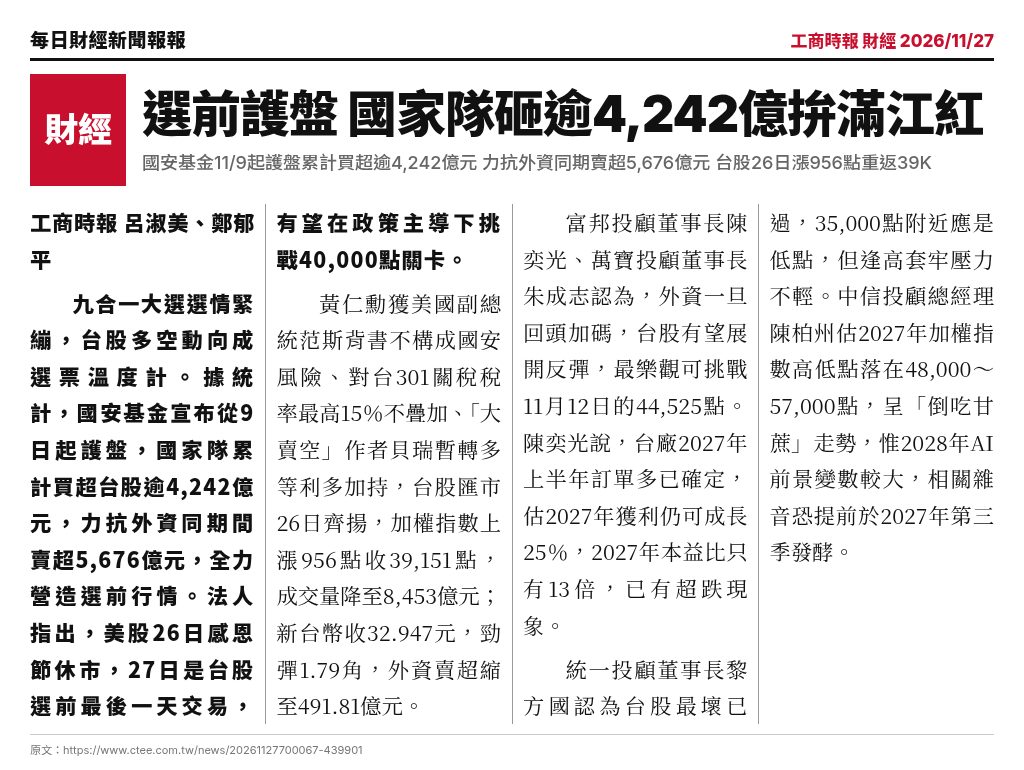 每日財經新聞報報
工商時報 財經 2026/11/27
財經
選前護盤 國家隊砸逾4,242億拚滿江紅
國安基金11/9起護盤累計買超逾4,242億元 力抗外資同期賣超5,676億元 台股26日漲956點重返39K
工商時報 呂淑美、鄭郁
平
九合一大選選情緊
繃，台股多空動向成
選票溫度計。據統
計，國安基金宣布從9
日起護盤，國家隊累
計買超台股逾4,242億
元，力抗外資同期間
賣超5,676億元，全力
營造選前行情。法人
指出，美股26日感恩
節休市，27日是台股
選前最後一天交易，
有望在政策主導下挑
戰40,000點關卡。
黃仁勳獲美國副總
統范斯背書不構成國安
風險、對台301關稅稅
率最高15%不疊加、「大
賣空」作者貝瑞暫轉多
等利多加持，台股匯市
26日齊揚，加權指數上
漲956點收39,151點，
成交量降至8,453億元；
新台幣收32.947元，勁
彈1.79角，外資賣超縮
至491.81億元。
富邦投顧董事長陳
奕光、萬寶投顧董事長
朱成志認為，外資一旦
回頭加碼，台股有望展
開反彈，最樂觀可挑戰
11月12日的44,525點。
陳奕光說，台廠2027年
上半年訂單多已確定，
估2027年獲利仍可成長
25%，2027年本益比只
有13倍，已有超跌現
象。
統一投顧董事長黎
方國認為台股最壞已
過，35,000點附近應是
低點，但逢高套牢壓力
不輕。中信投顧總經理
陳柏州估2027年加權指
數高低點落在48,000～
57,000點，呈「倒吃甘
蔗」走勢，惟2028年AI
前景變數較大，相關雜
音恐提前於2027年第三
季發酵。
原文：https://www.ctee.com.tw/news/20261127700067-439901